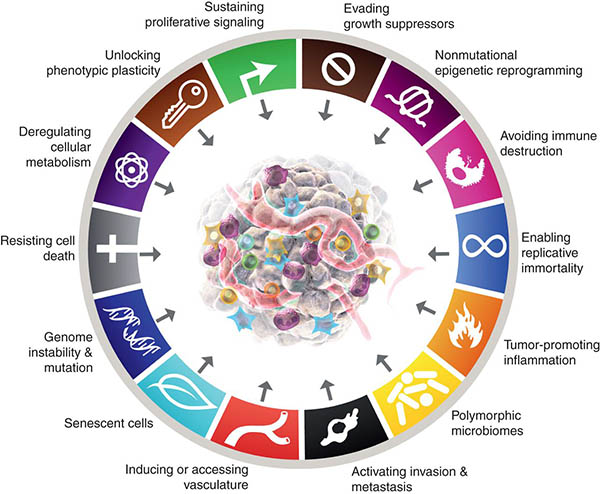 Sustaining
proliferative signaling
Evading
growth suppressors
Nonmutational
epigenetic reprogramming
Avoiding immune
destruction
Enabling
replicative
immortality
Tumor-promoting
inflammation
Polymorphic
microbiomes
Activating invasion &
metastasis
Inducing or accessing
vasculature
Senescent cells
Genome
instability &
mutation
Resisting cell
death
Deregulating
cellular
metabolism
Unlocking
phenotypic plasticity